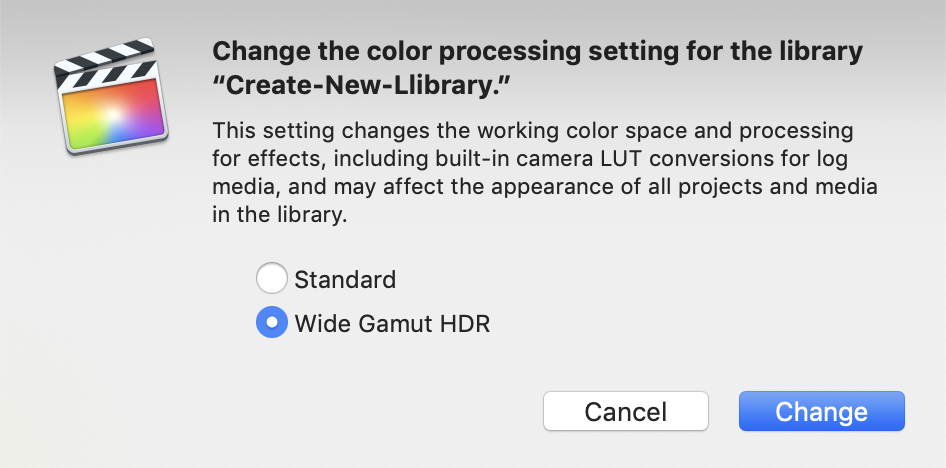 Change the color processing setting for the library
“Create-New-Llibrary.”
This setting changes the working color space and processing
for effects, including built-in camera LUT conversions for log
media, and may affect the appearance of all projects and media
in the library.
Standard
Wide Gamut HDR
Cancel
Change